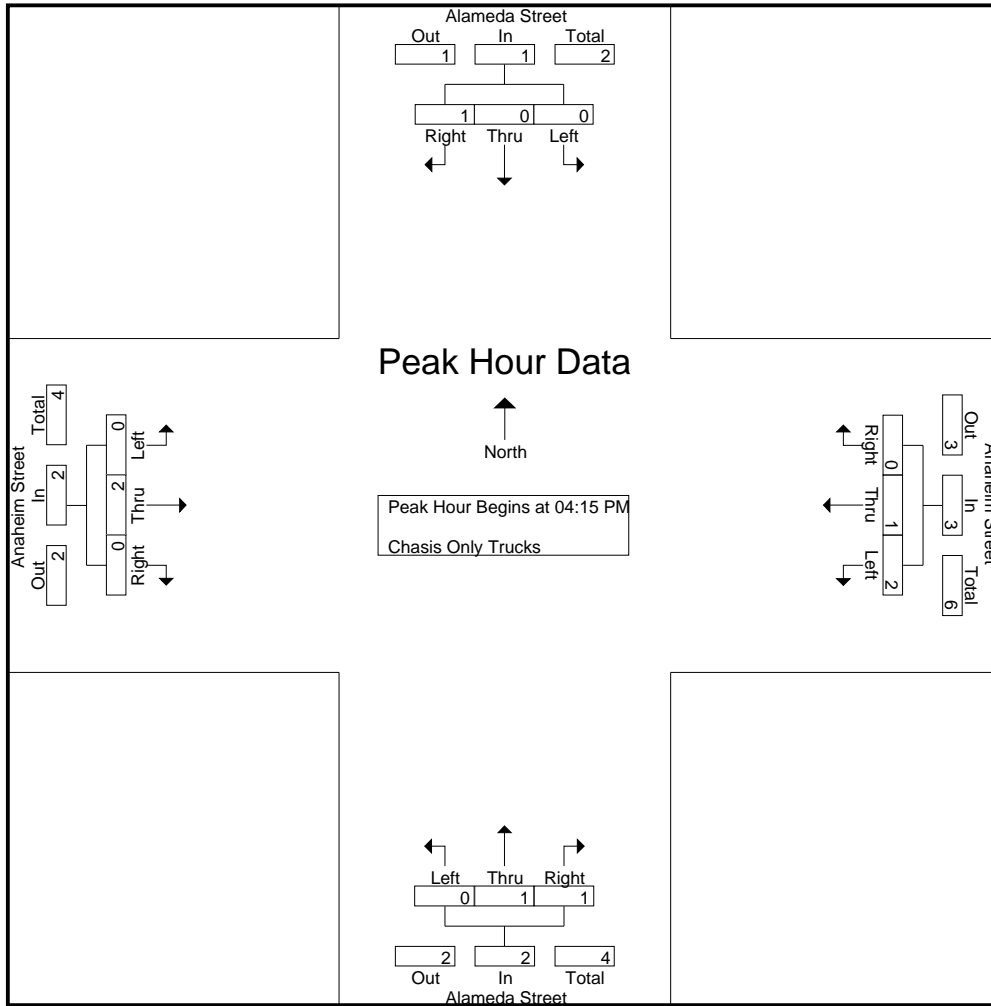 Alameda Street
Out In Total
1 1 2
1 0 0
Right Thru Left
Peak Hour Data
North
Peak Hour Begins at 04:15 PM
Chasis Only Trucks
Anaheim Street
Total In Out
4 2 2
0 2 0
Left Thru Right
Right Thru Left
0 1 2
3 3 6
Out In Total
Anaheim Street
Left Thru Right
0 1 1
2 2 4
Out In Total
Alameda Street